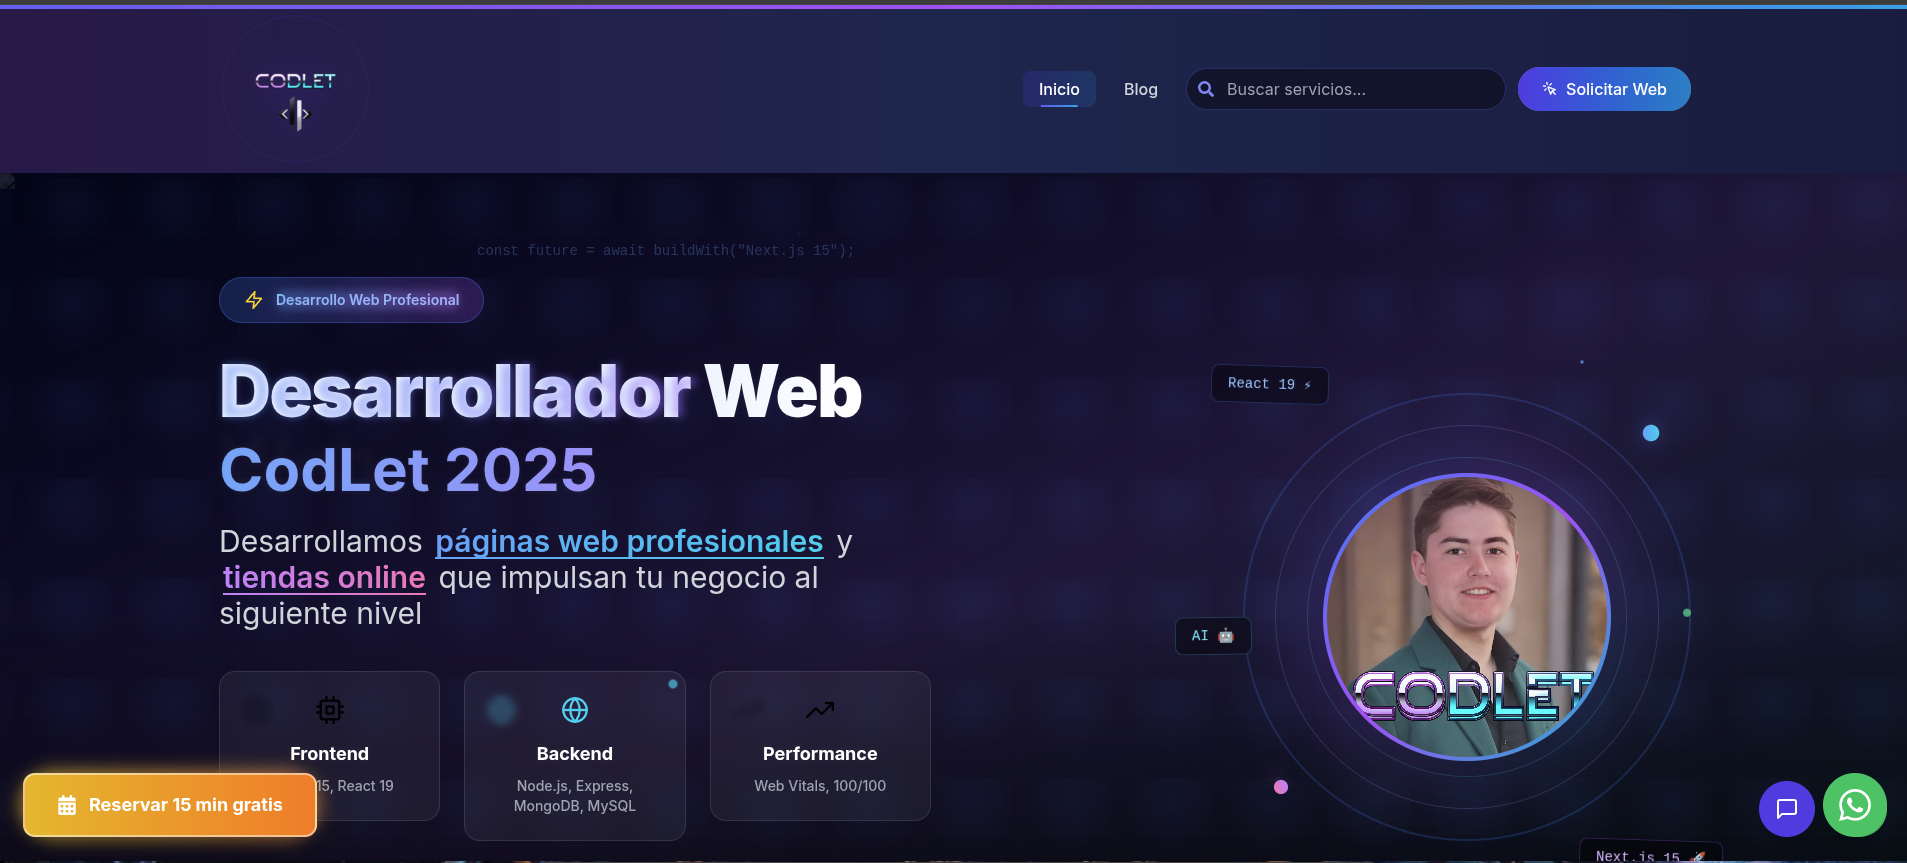 CODLET
Inicio
Blog
Buscar servicios...
Solicitar Web
const future = await buildWith("Next.js 15");
Desarrollo Web Profesional
Desarrollador Web
CodLet 2025
Desarrollamos páginas web profesionales y
tiendas online que impulsan tu negocio al
siguiente nivel
React 19 ⚡
AI 🤖
CODLET
Frontend
15, React 19
Backend
Node.js, Express,
MongoDB, MySQL
Performance
Web Vitals, 100/100
Reservar 15 min gratis
Next.js 15 🚀